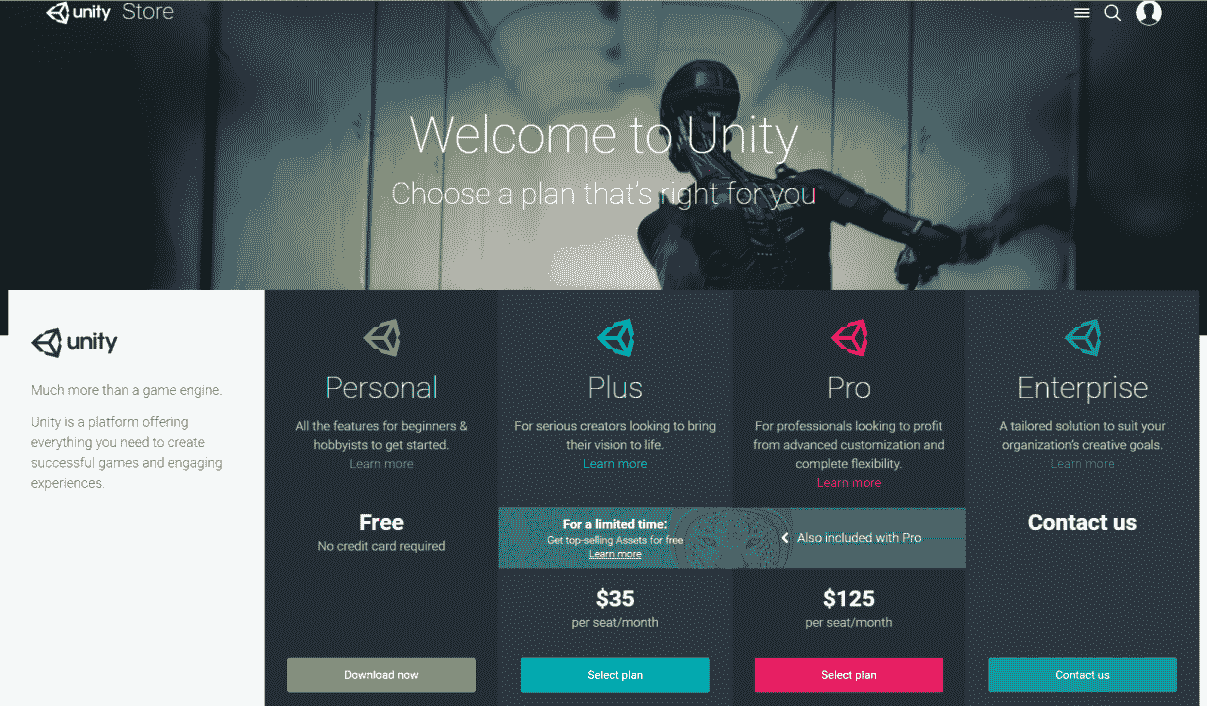 unity Store
Welcome to Unity
Choose a plan that's right for you
unity
Much more than a game engine.
Unity is a platform offering
everything you need to create
successful games and engaging
experiences.
Personal
All the features for beginners &
hobbyists to get started.
Learn more
Free
No credit card required
Download now
Plus
For serious creators looking to bring
their vision to life.
Learn more
For a limited time:
Get top-selling Assets for free
Learn more
$35
per seat/month
Select plan
Pro
For professionals looking to profit
from advanced customization and
complete flexibility.
Learn more
Also included with Pro
$125
per seat/month
Select plan
Enterprise
A tailored solution to suit your
organization's creative goals.
Learn more
Contact us
Contact us